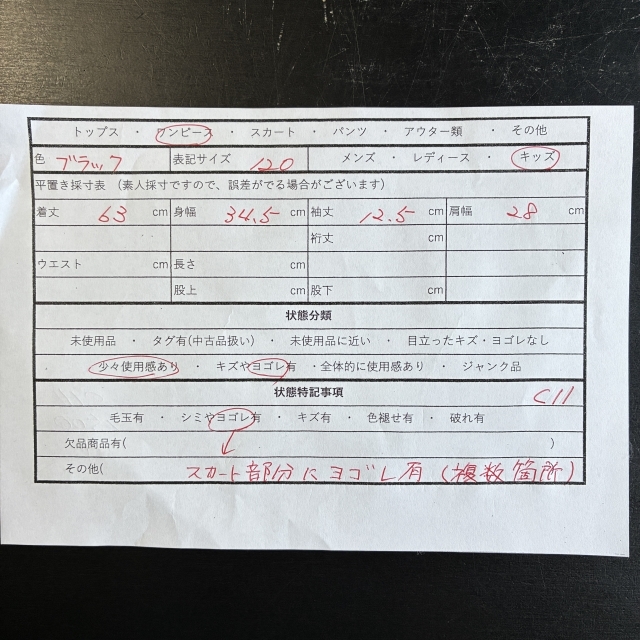 トップス ・ ワンピース ・ スカート ・ パンツ ・ アウター類 ・ その他
色 ブラック 表記サイズ 120 メンズ ・ レディース ・ キッズ
平置き採寸表 (素人採寸ですので、誤差がでる場合がございます)
着丈 63 cm 身幅 34.5 cm 袖丈 12.5 cm 肩幅 28 cm
裄丈 cm
ウエスト cm 長さ cm
股上 cm 股下 cm
状態分類
未使用品 ・ タグ有(中古品扱い) ・ 未使用品に近い ・ 目立ったキズ・ヨゴレなし
・ 少々使用感あり ・ キズやヨゴレ有 ・全体的に使用感あり ・ ジャンク品
状態特記事項 C11
毛玉有 ・ シミやヨゴレ有 ・ キズ有 ・ 色褪せ有 ・ 破れ有
欠品商品有( )
その他( スカート部分にヨゴレ有 (複数箇所)